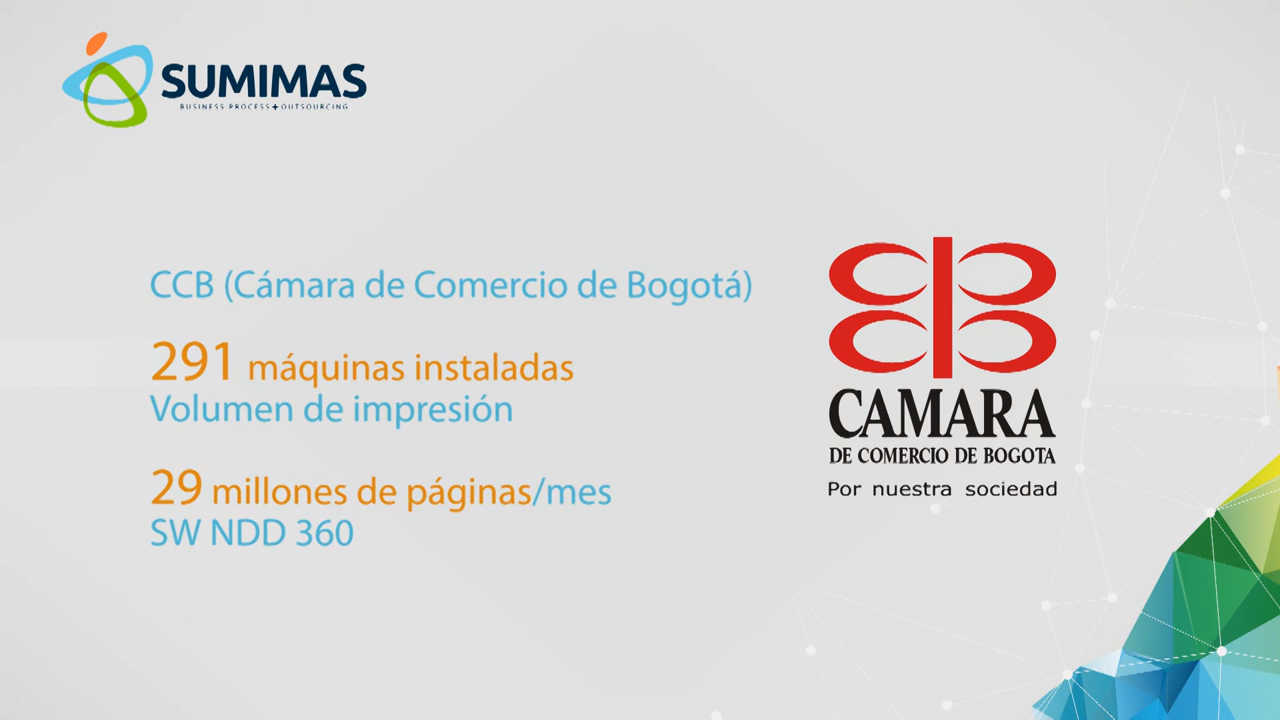 SUMIMAS
BUSINESS PROCESS+OUTSOURCING
CCB (Cámara de Comercio de Bogotá)
291 máquinas instaladas
Volumen de impresión
29 millones de páginas/mes
SW NDD 360
CAMARA
DE COMERCIO DE BOGOTA
Por nuestra sociedad